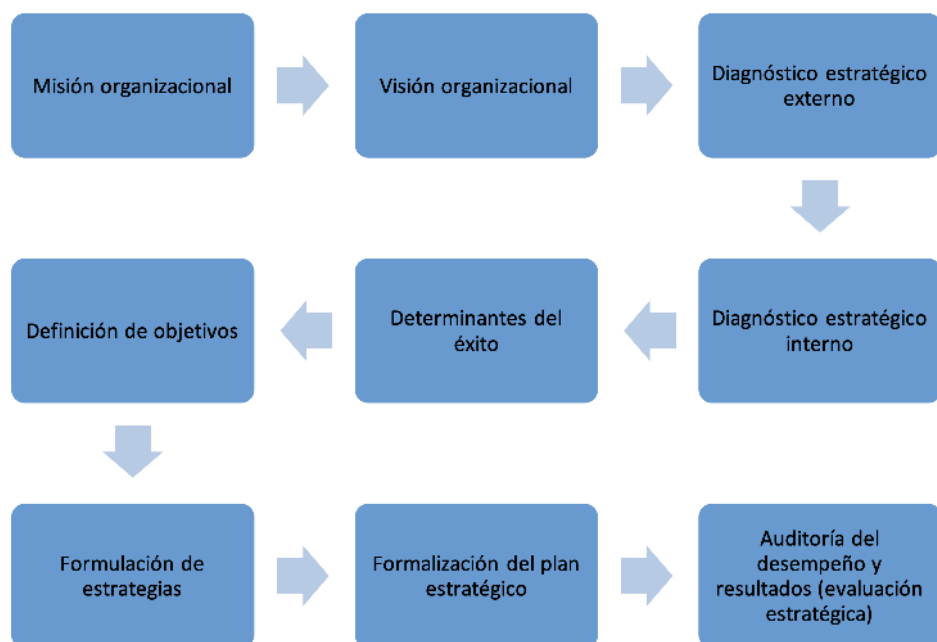 Misión organizacional
Visión organizacional
Diagnóstico estratégico
externo
Definición de objetivos
Determinantes del
éxito
Diagnóstico estratégico
interno
Formulación de
estrategias
Formalización del plan
estratégico
Auditoría del
desempeño y
resultados (evaluación
estratégica)